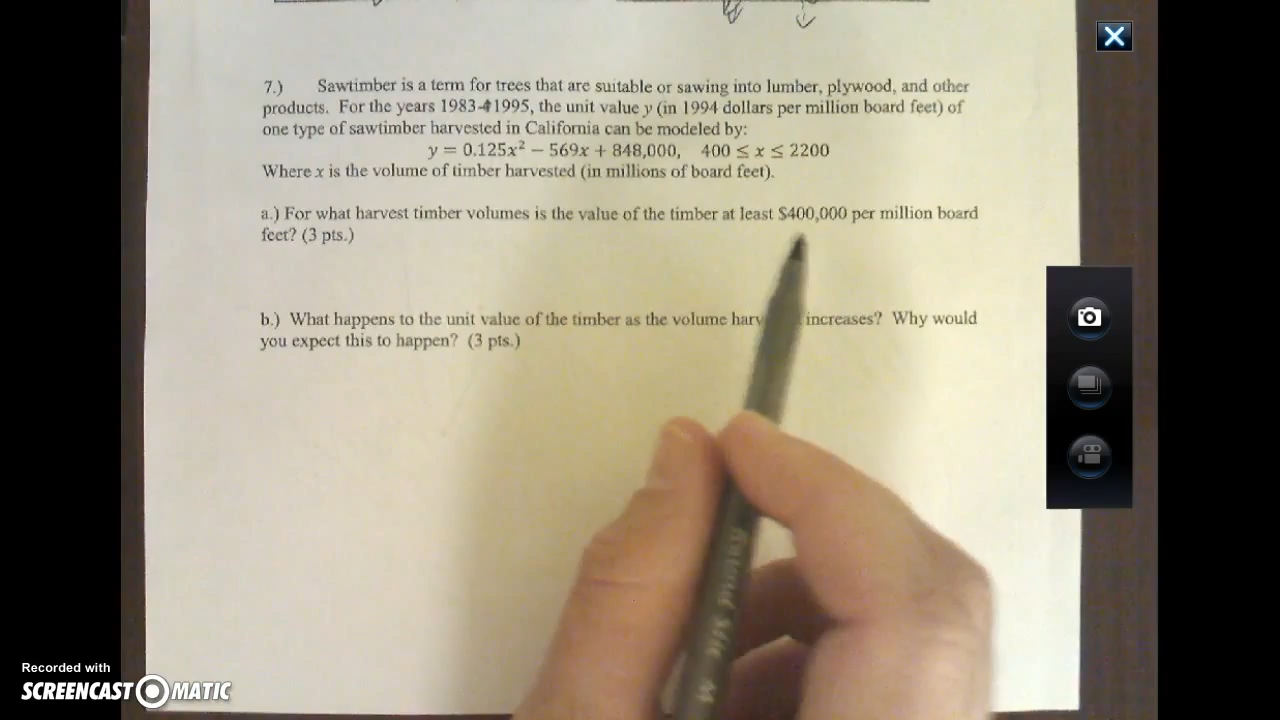 7.) Sawtimber is a term for trees that are suitable or sawing into lumber, plywood, and other
products. For the years 1983-1995, the unit value y (in 1994 dollars per million board feet) of
one type of sawtimber harvested in California can be modeled by:
y = 0.125x² − 569x + 848,000, 400 ≤ x ≤ 2200
Where x is the volume of timber harvested (in millions of board feet).
a.) For what harvest timber volumes is the value of the timber at least $400,000 per million board
feet? (3 pts.)
b.) What happens to the unit value of the timber as the volume increases? Why would
you expect this to happen? (3 pts.)
Recorded with
SCREENCAST O MATIC